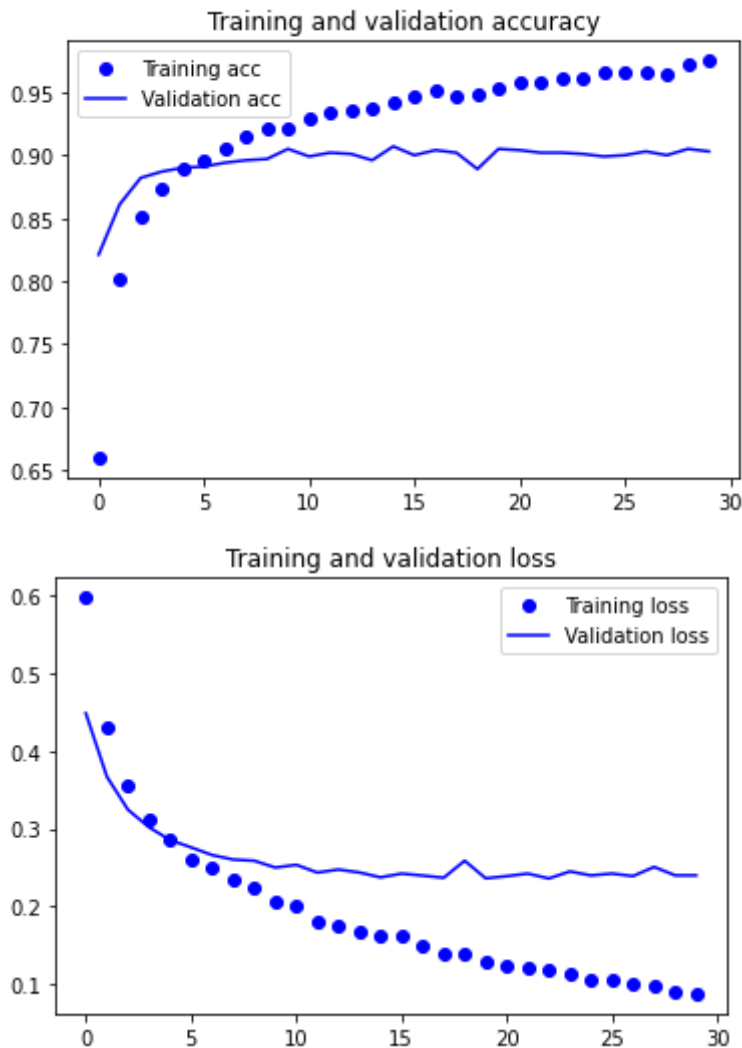 Training and validation accuracy
Training acc
Validation acc
0.95
0.90
0.85
0.80
0.75
0.70
0.65
0 5 10 15 20 25 30
Training and validation loss
Training loss
Validation loss
0.6
0.5
0.4
0.3
0.2
0.1
0 5 10 15 20 25 30